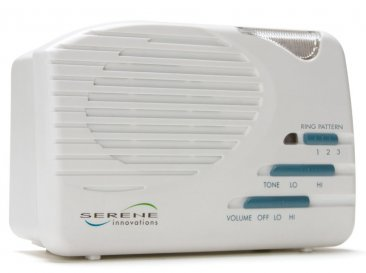 RING PATTERN
1 2 3
TONE LO HI
VOLUME OFF LO HI
SERENE
innovations